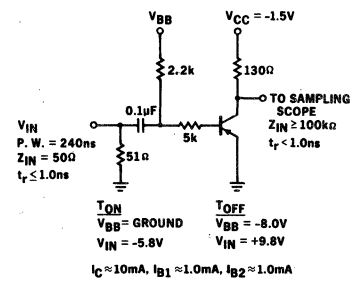 VBB
VCC = -1.5V
2.2k
130Ω
0.1µF
TO SAMPLING
SCOPE
ZIN ≥ 100kΩ
tr < 1.0ns
5k
VIN
P. W. = 240ns
ZIN = 50Ω
tr ≤ 1.0ns
51Ω
TON
VBB = GROUND
VIN = -5.8V
TOFF
VBB = -8.0V
VIN = +9.8V
IC ≈ 10mA, IB1 ≈ 1.0mA, IB2 ≈ 1.0mA